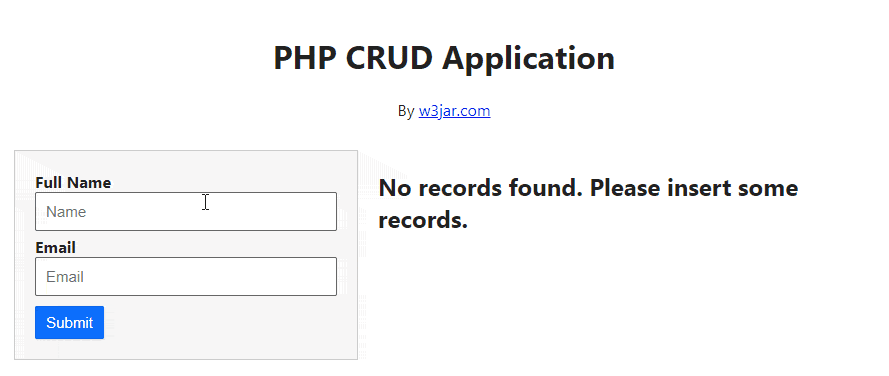 PHP CRUD Application
By w3jar.com
Full Name
Name
Email
Email
Submit
No records found. Please insert some
records.